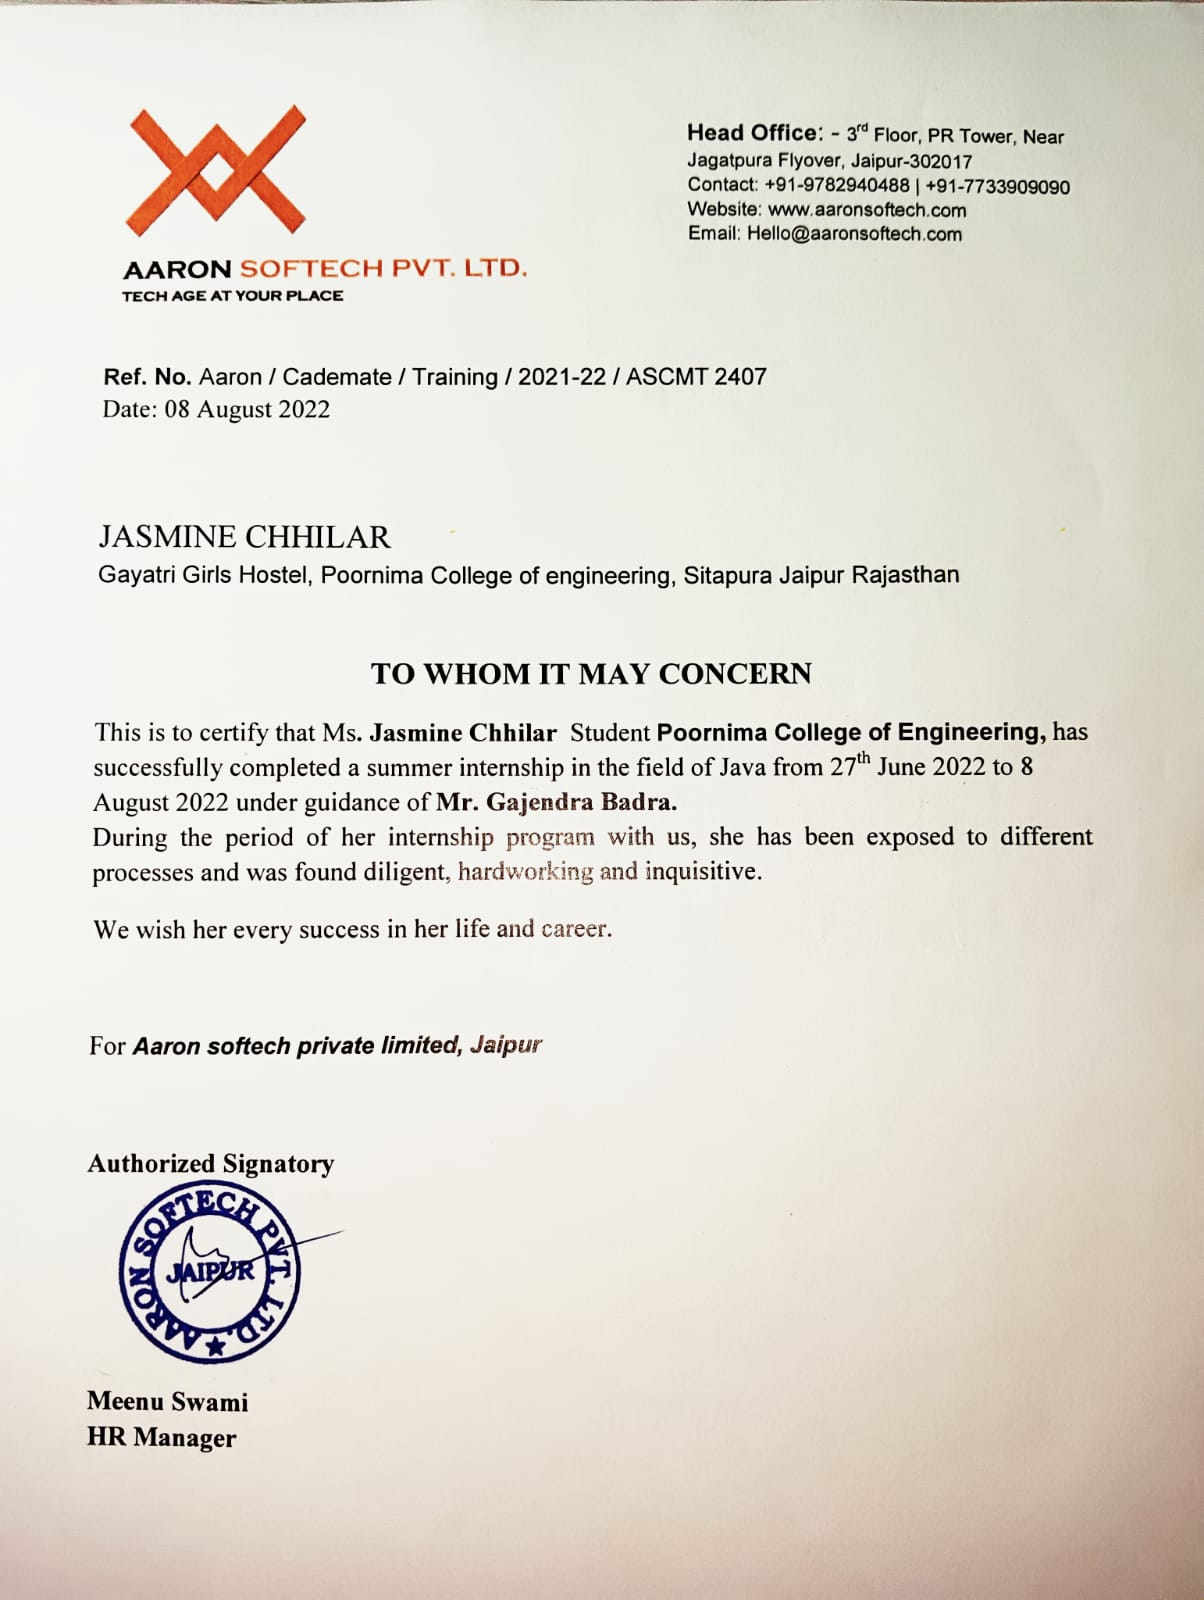 AARON SOFTECH PVT. LTD.
TECH AGE AT YOUR PLACE
Head Office: - 3rd Floor, PR Tower, Near
Jagatpura Flyover, Jaipur-302017
Contact: +91-9782940488 | +91-7733909090
Website: www.aaronsoftech.com
Email: Hello@aaronsoftech.com
Ref. No. Aaron / Cademate / Training / 2021-22 / ASCMT 2407
Date: 08 August 2022
JASMINE CHHILAR
Gayatri Girls Hostel, Poornima College of engineering, Sitapura Jaipur Rajasthan
TO WHOM IT MAY CONCERN
This is to certify that Ms. Jasmine Chhilar Student Poornima College of Engineering, has
successfully completed a summer internship in the field of Java from 27th June 2022 to 8
August 2022 under guidance of Mr. Gajendra Badra.
During the period of her internship program with us, she has been exposed to different
processes and was found diligent, hardworking and inquisitive.
We wish her every success in her life and career.
For Aaron softech private limited, Jaipur
Authorized Signatory
AARON SOFTECH PVT. LTD.
JAIPUR
Meenu Swami
HR Manager